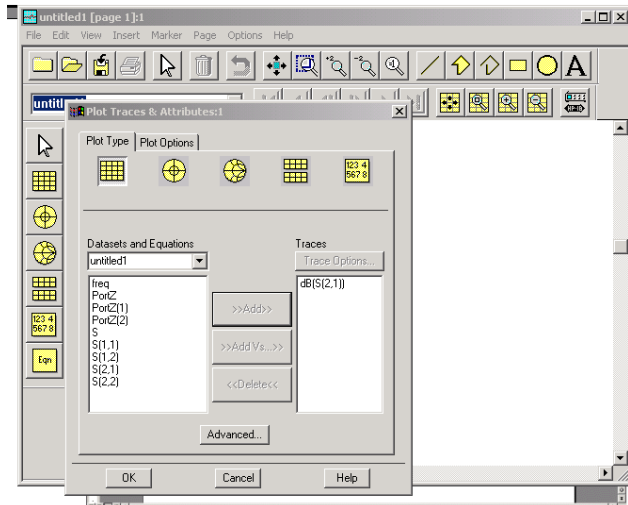 untitled1 [page 1]:1
File Edit View Insert Marker Page Options Help
+2 -2
A
Plot Traces & Attributes:1
Plot Type Plot Options
123 4
567 8
Datasets and Equations
Traces
untitled1
Trace Options...
freq
PortZ
PortZ(1)
PortZ(2)
S
S(1,1)
S(1,2)
S(2,1)
S(2,2)
>>Add>>
>>Add Vs...>>
<<Delete<<
dB(S(2,1))
Advanced...
OK Cancel Help
123 4
567 8
Eqn